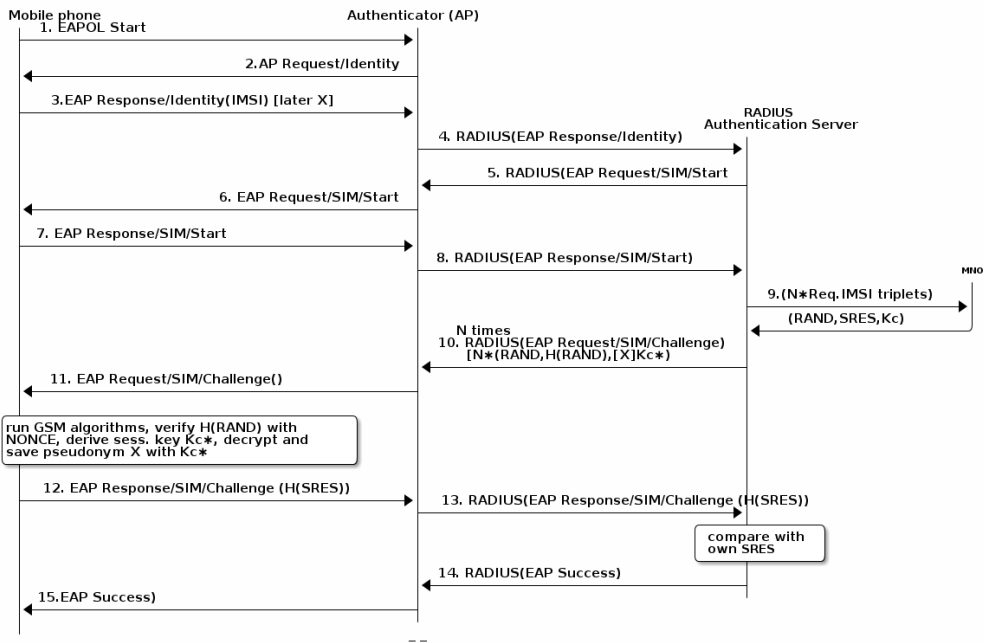 Mobile phone
Authenticator (AP)
1. EAPOL Start
2.AP Request/Identity
3.EAP Response/Identity(IMSI) [later X]
RADIUS
Authentication Server
4. RADIUS(EAP Response/Identity)
5. RADIUS(EAP Request/SIM/Start
6. EAP Request/SIM/Start
7. EAP Response/SIM/Start
8. RADIUS(EAP Response/SIM/Start)
MNO
9.(N*Req.IMSI triplets)
(RAND,SRES,Kc)
N times
10. RADIUS(EAP Request/SIM/Challenge)
[N*(RAND,H(RAND),[X]Kc*)
11. EAP Request/SIM/Challenge()
run GSM algorithms, verify H(RAND) with
NONCE, derive sess. key Kc*, decrypt and
save pseudonym X with Kc*
12. EAP Response/SIM/Challenge (H(SRES))
13. RADIUS(EAP Response/SIM/Challenge (H(SRES))
compare with
own SRES
14. RADIUS(EAP Success)
15.EAP Success)